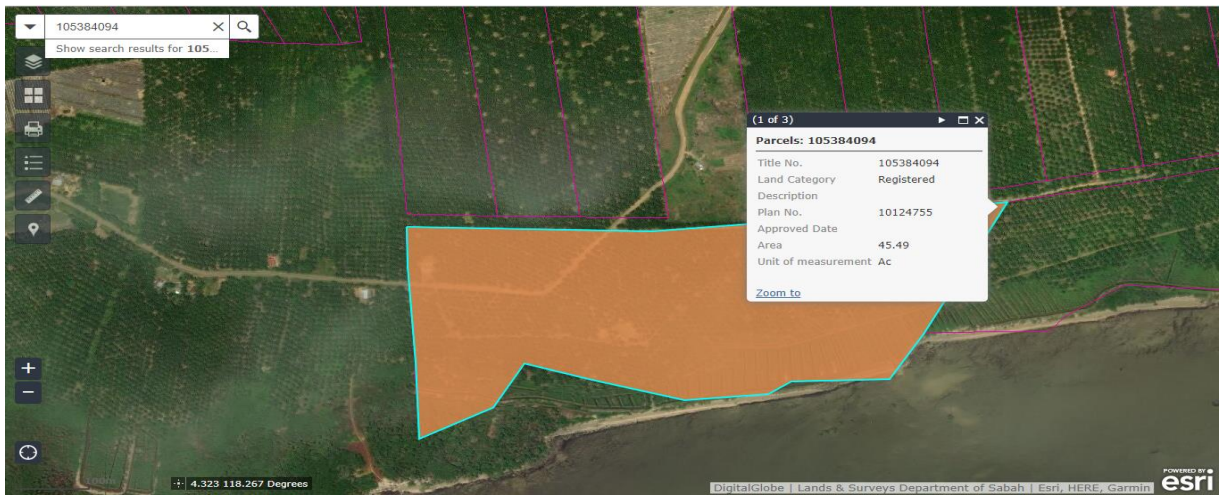 105384094
Show search results for 105...
(1 of 3)
Parcels: 105384094
Title No. 105384094
Land Category Registered
Description
Plan No. 10124755
Approved Date
Area 45.49
Unit of measurement Ac
Zoom to
4.323 118.267 Degrees
DigitalGlobe | Lands & Surveys Department of Sabah | Esri, HERE, Garmin
POWERED BY
esri